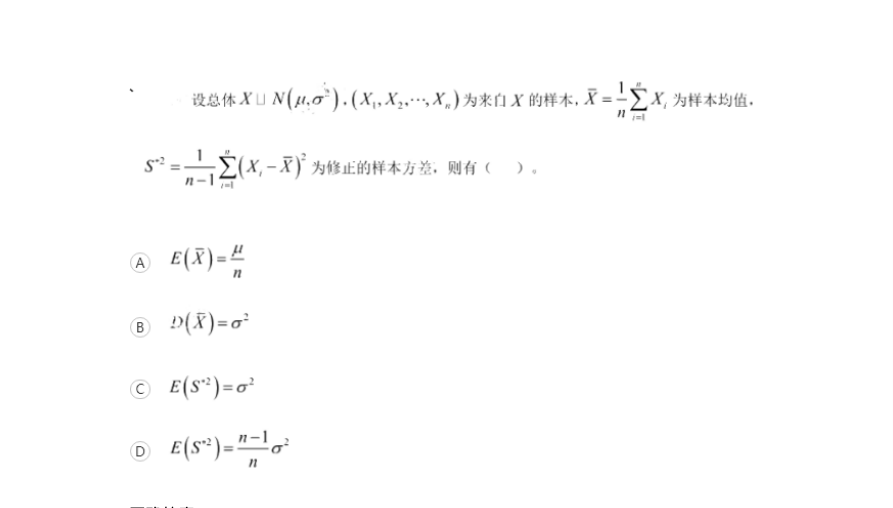 、 设总体 X □ N(μ,σ²),(X₁,X₂,⋯,Xₙ)为来自 X 的样本,X̄ = 1/n ∑ᵢ₌₁ⁿ Xᵢ 为样本均值,
S*² = 1/(n−1) ∑ᵢ₌₁ⁿ (Xᵢ − X̄)² 为修正的样本方差,则有( )。
A E(X̄) = μ/n
B D(X̄) = σ²
C E(S*²) = σ²
D E(S*²) = (n−1)/n σ²